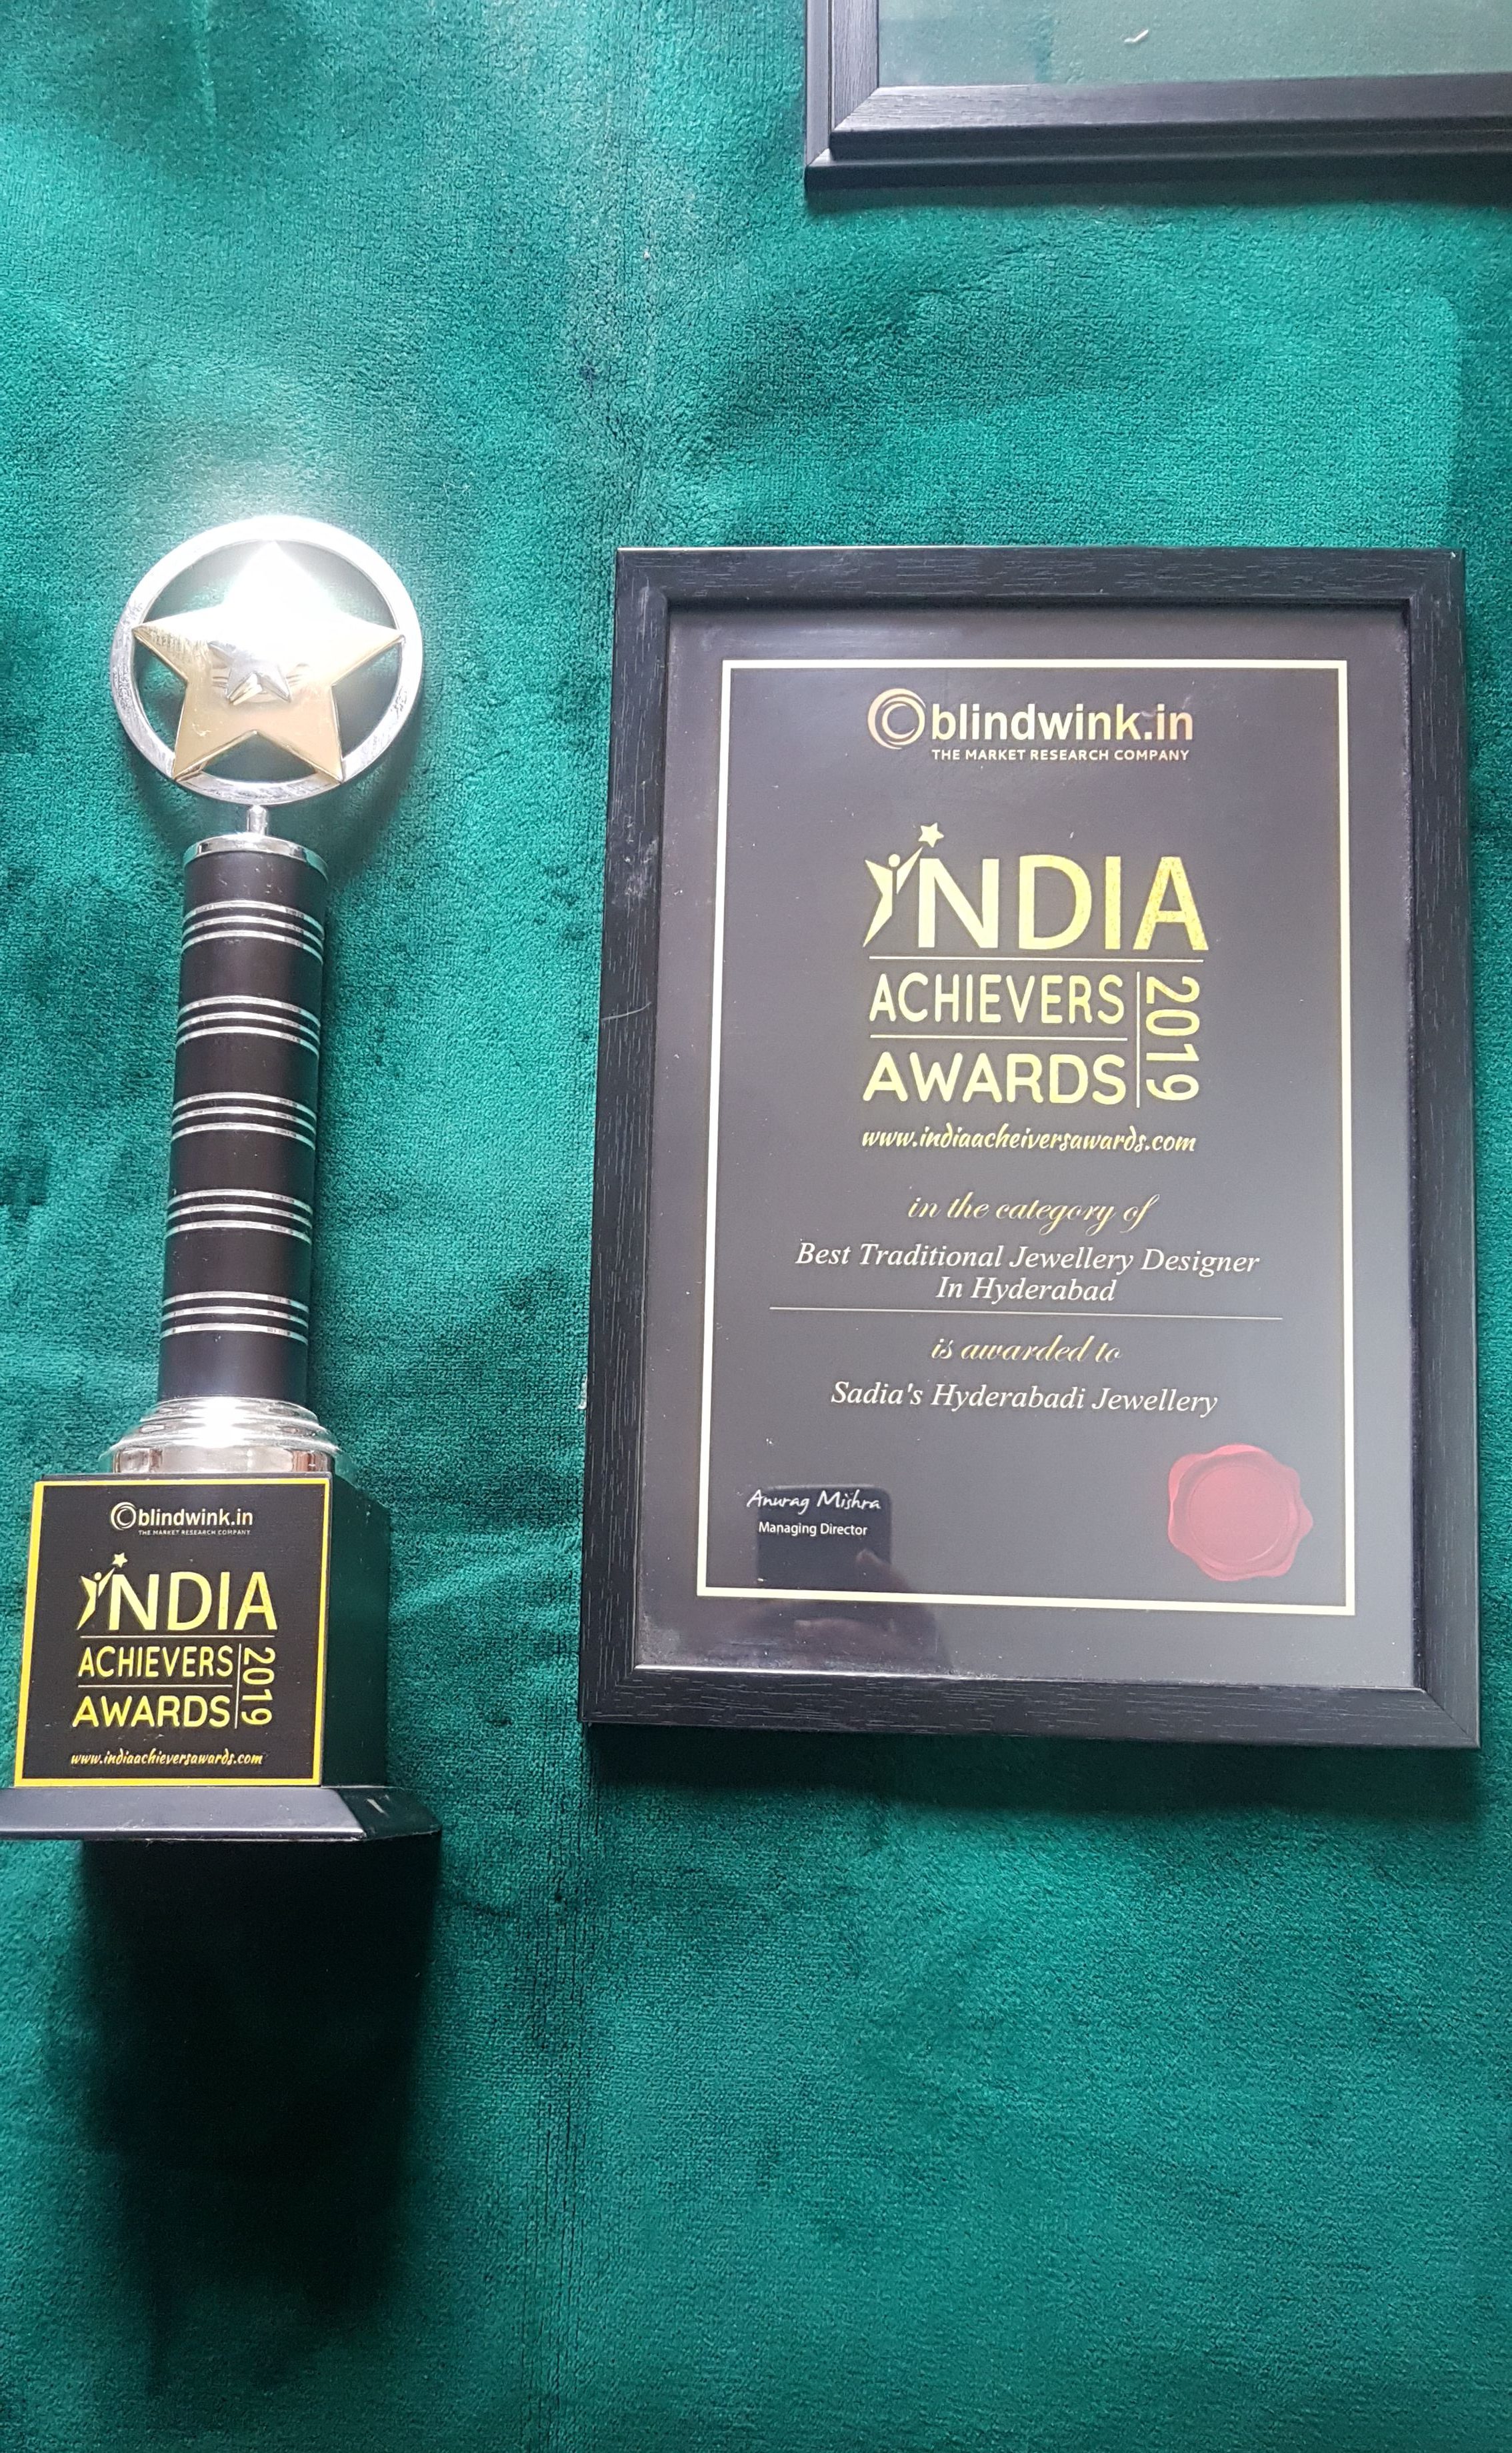 blindwink.in
THE MARKET RESEARCH COMPANY
INDIA
ACHIEVERS
AWARDS
2019
www.indiaacheiversawards.com
in the category of
Best Traditional Jewellery Designer
In Hyderabad
is awarded to
Sadia's Hyderabadi Jewellery
Anurag Mishra
Managing Director
blindwink.in
THE MARKET RESEARCH COMPANY
INDIA
ACHIEVERS
AWARDS
2019
www.indiaachieversawards.com